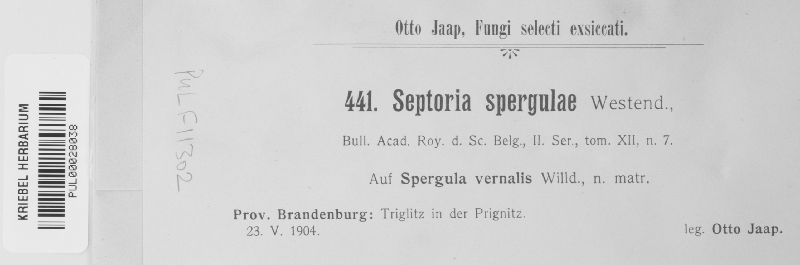 Otto Jaap, Fungi selecti exsiccati.
441. Septoria spergulae Westend.,
Bull. Acad. Roy. d. Sc. Belg., II. Ser., tom. XII, n. 7.
Auf Spergula vernalis Willd., n. matr.
Prov. Brandenburg: Triglitz in der Prignitz.
23. V. 1904.
leg. Otto Jaap.
KRIEBEL HERBARIUM
PUL00028038
PUL F11302